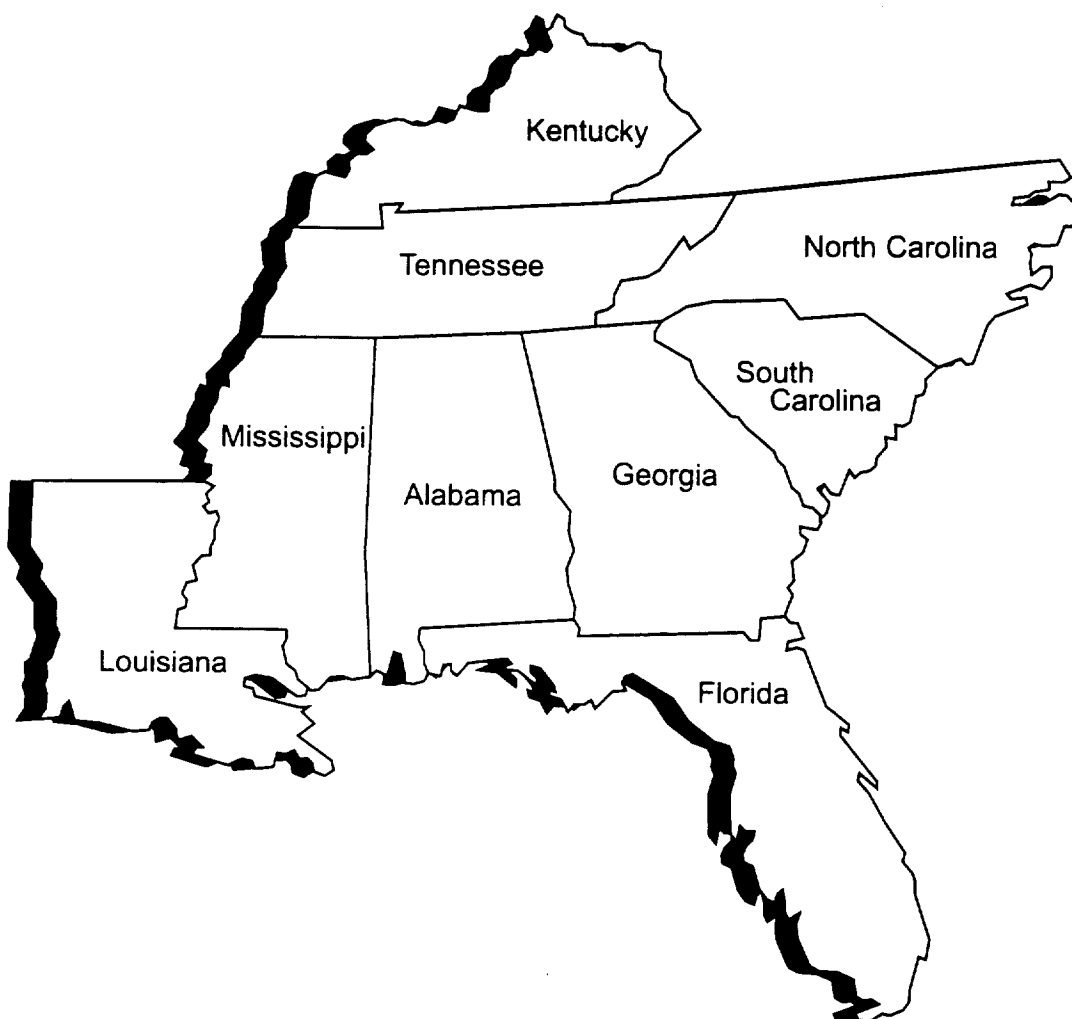 Kentucky
North Carolina
Tennessee
South
Carolina
Mississippi
Georgia
Alabama
Louisiana
Florida